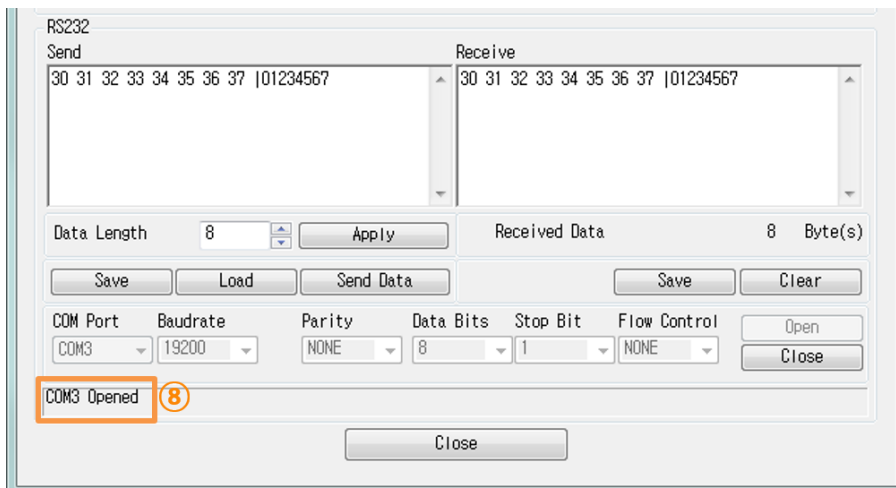 RS232
Send Receive
30 31 32 33 34 35 36 37 |01234567 30 31 32 33 34 35 36 37 |01234567
Data Length 8 Apply Received Data 8 Byte(s)
Save Load Send Data Save Clear
COM Port Baudrate Parity Data Bits Stop Bit Flow Control Open
COM3 19200 NONE 8 1 NONE Close
COM3 Opened ⑧
Close